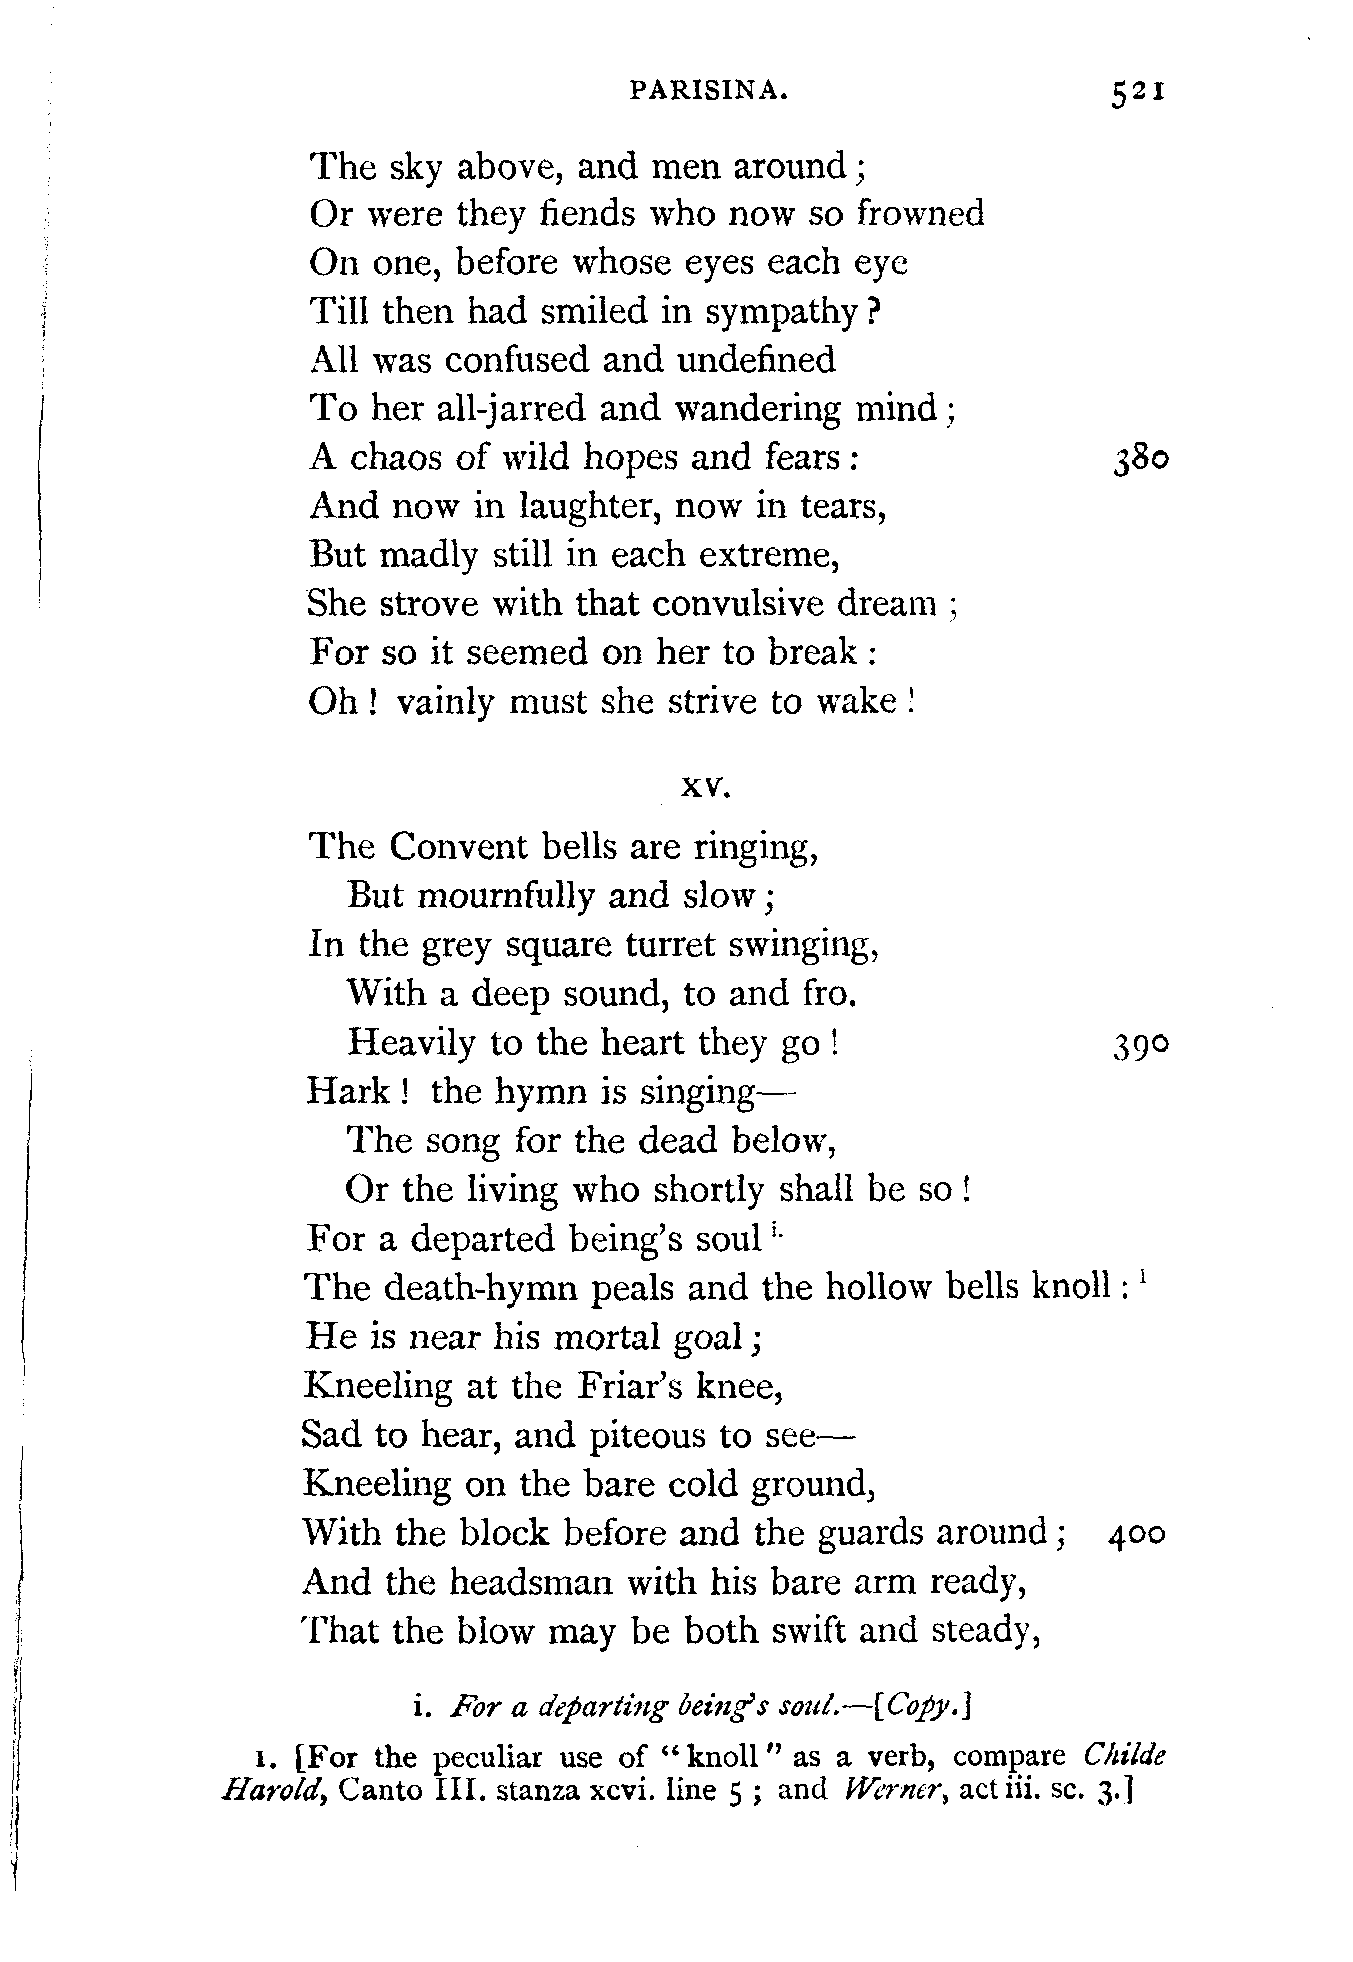 PARISINA. 521
The sky above, and men around;
Or were they fiends who now so frowned
On one, before whose eyes each eye
Till then had smiled in sympathy?
All was confused and undefined
To her all-jarred and wandering mind;
A chaos of wild hopes and fears: 380
And now in laughter, now in tears,
But madly still in each extreme,
She strove with that convulsive dream;
For so it seemed on her to break:
Oh! vainly must she strive to wake!
XV.
The Convent bells are ringing,
But mournfully and slow;
In the grey square turret swinging,
With a deep sound, to and fro.
Heavily to the heart they go! 390
Hark! the hymn is singing—
The song for the dead below,
Or the living who shortly shall be so!
For a departed being's soul i.
The death-hymn peals and the hollow bells knoll: 1
He is near his mortal goal;
Kneeling at the Friar's knee,
Sad to hear, and piteous to see—
Kneeling on the bare cold ground,
With the block before and the guards around; 400
And the headsman with his bare arm ready,
That the blow may be both swift and steady,
i. For a departing being's soul.—[Copy.]
1. [For the peculiar use of "knoll" as a verb, compare Childe
Harold, Canto III. stanza xcvi. line 5; and Werner, act iii. sc. 3.]